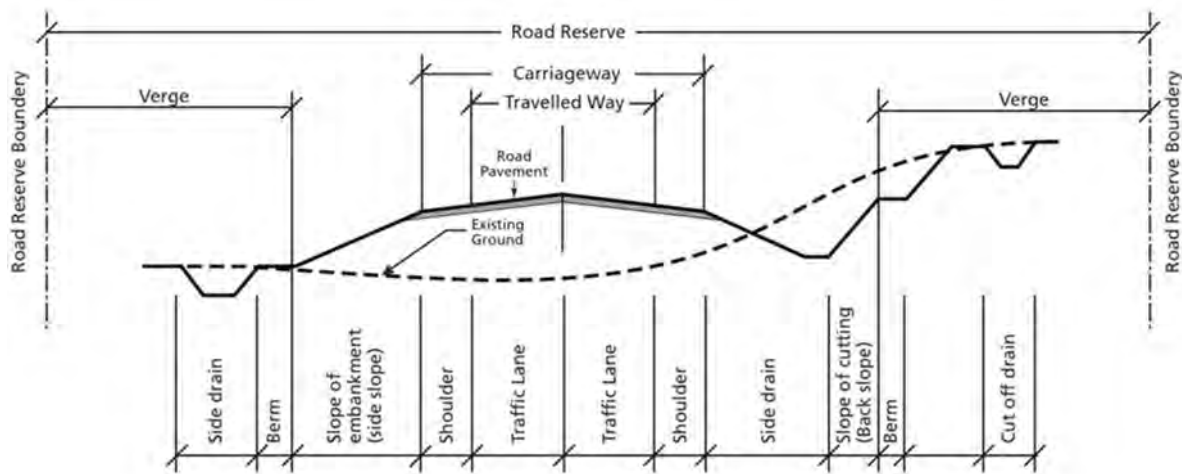 Road Reserve
Carriageway
Travelled Way
Verge
Verge
Road Reserve Boundery
Road Reserve Boundery
Road
Pavement
Existing
Ground
Side drain
Berm
Slope of
embankment
(side slope)
Shoulder
Traffic Lane
Traffic Lane
Shoulder
Side drain
Slope of cutting
(Back slope)
Berm
Cut off drain